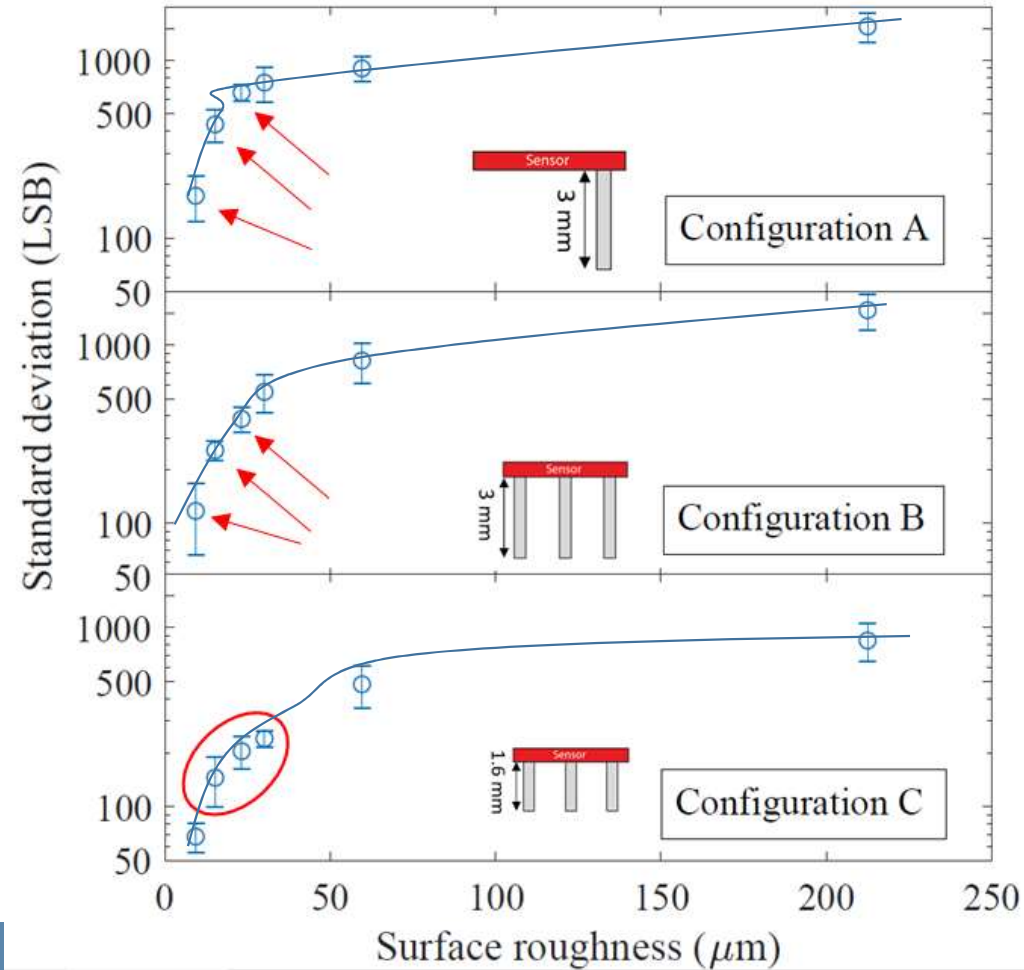 Standard deviation (LSB)
1000
500
100
50
Sensor
3 mm
Configuration A
1000
500
100
50
Sensor
3 mm
Configuration B
1000
500
100
50
Sensor
1.6 mm
Configuration C
0 50 100 150 200 250
Surface roughness (μm)